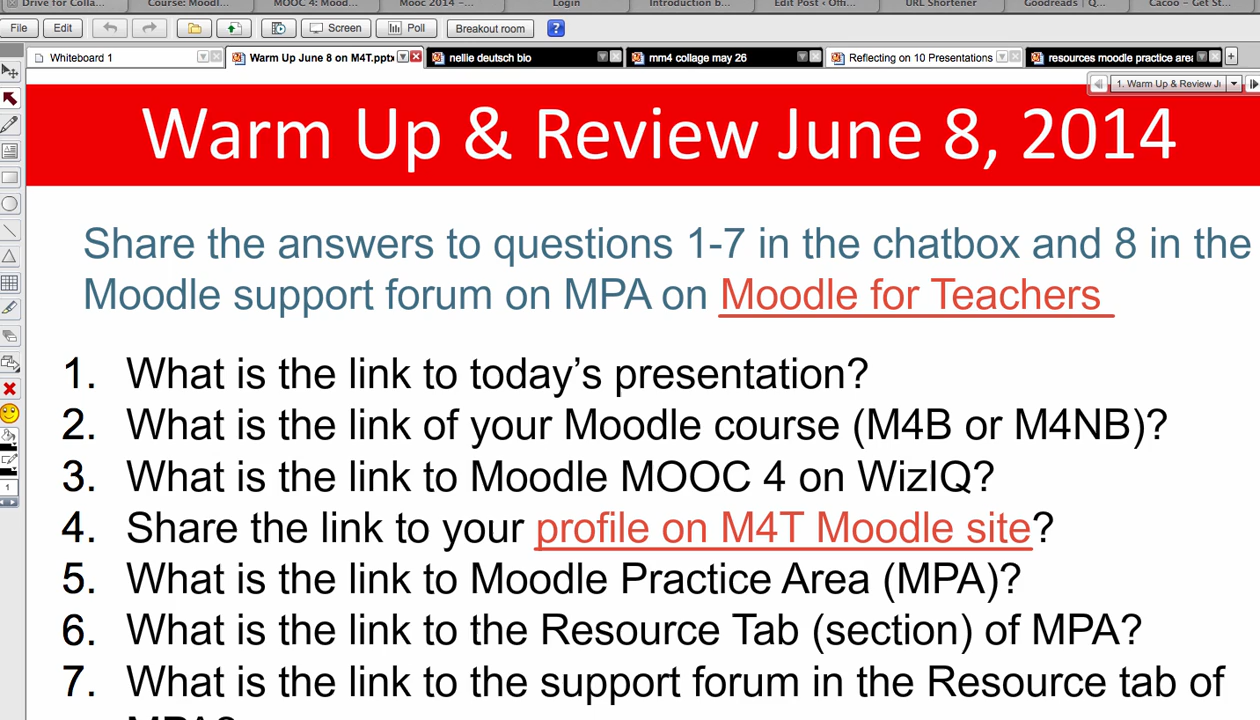 Drive for Colla... Course: Moodl... MOOC 4: Mood... Mooc 2014 –... Login Introduction b... Edit Post ‹ Offi... URL Shortener Goodreads | Q... Cacoo - Get St...
File Edit Screen Poll Breakout room ?
Whiteboard 1 Warm Up June 8 on M4T.pptx nellie deutsch bio mm4 collage may 26 Reflecting on 10 Presentations resources moodle practice area
1. Warm Up & Review Ju
Warm Up & Review June 8, 2014
Share the answers to questions 1-7 in the chatbox and 8 in the
Moodle support forum on MPA on Moodle for Teachers
1. What is the link to today’s presentation?
2. What is the link of your Moodle course (M4B or M4NB)?
3. What is the link to Moodle MOOC 4 on WizIQ?
4. Share the link to your profile on M4T Moodle site?
5. What is the link to Moodle Practice Area (MPA)?
6. What is the link to the Resource Tab (section) of MPA?
7. What is the link to the support forum in the Resource tab of
MPA?
1